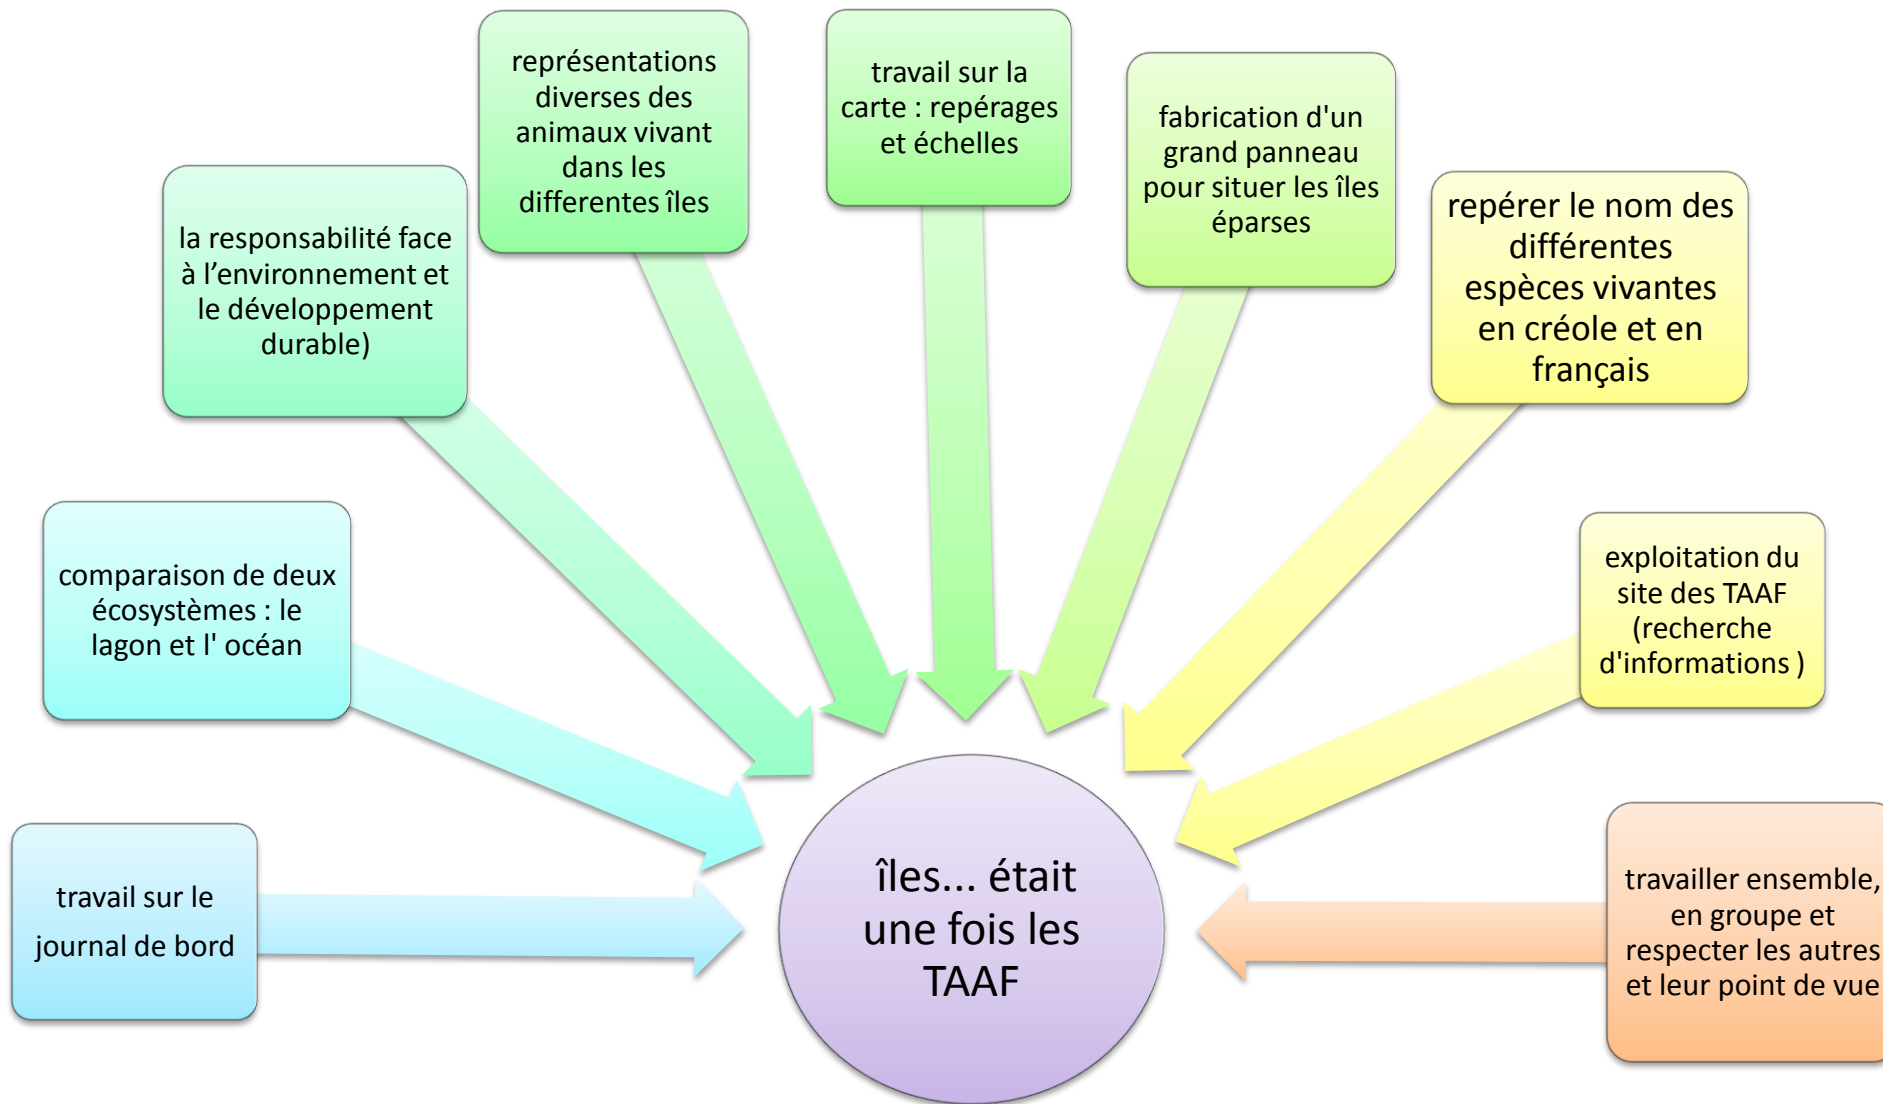 travail sur le
journal de bord
comparaison de deux
écosystèmes : le
lagon et l' océan
la responsabilité face
à l’environnement et
le développement
durable)
représentations
diverses des
animaux vivant
dans les
differentes îles
travail sur la
carte : repérages
et échelles
fabrication d'un
grand panneau
pour situer les îles
éparses
repérer le nom des
différentes
espèces vivantes
en créole et en
français
exploitation du
site des TAAF
(recherche
d'informations )
travailler ensemble,
en groupe et
respecter les autres
et leur point de vue
îles... était
une fois les
TAAF